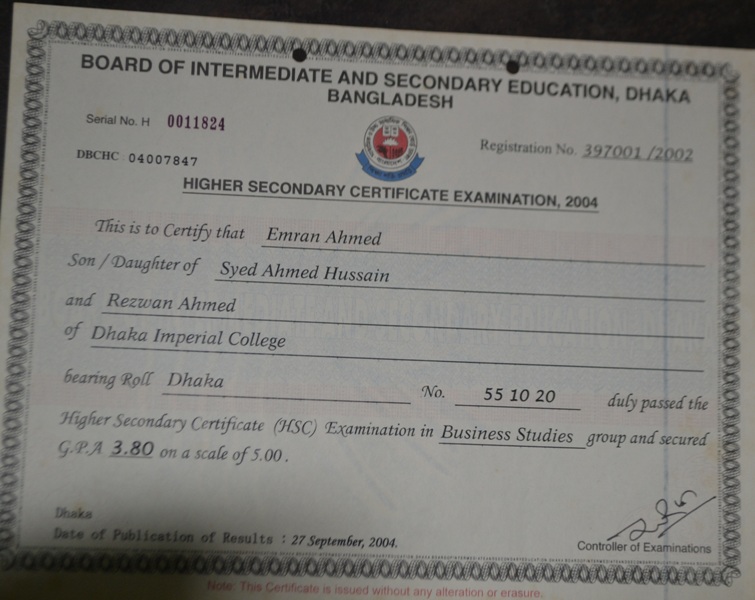 BOARD OF INTERMEDIATE AND SECONDARY EDUCATION, DHAKA
BANGLADESH
Serial No. H 0011824
Registration No. 397001 /2002
DBCHC 04007847
HIGHER SECONDARY CERTIFICATE EXAMINATION, 2004
This is to Certify that Emran Ahmed
Son / Daughter of Syed Ahmed Hussain
and Rezwan Ahmed
of Dhaka Imperial College
bearing Roll Dhaka No. 55 10 20 duly passed the
Higher Secondary Certificate (HSC) Examination in Business Studies group and secured
G.P.A 3.80 on a scale of 5.00.
Dhaka
Date of Publication of Results : 27 September, 2004.
Controller of Examinations
Note: This Certificate is issued without any alteration or erasure.